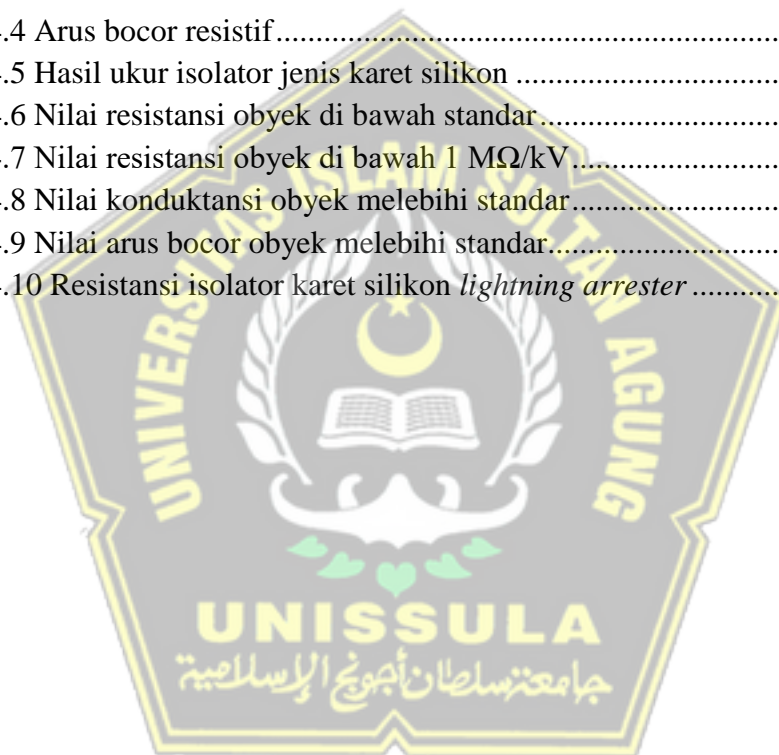 .4 Arus bocor resistif
.5 Hasil ukur isolator jenis karet silikon
.6 Nilai resistansi obyek di bawah standar
.7 Nilai resistansi obyek di bawah 1 MΩ/kV
.8 Nilai konduktansi obyek melebihi standar
.9 Nilai arus bocor obyek melebihi standar
.10 Resistansi isolator karet silikon lightning arrester
UNIVERSITAS ISLAM SULTAN AGUNG
UNISSULA
جامعتنسلطان أجونج الإسلامية